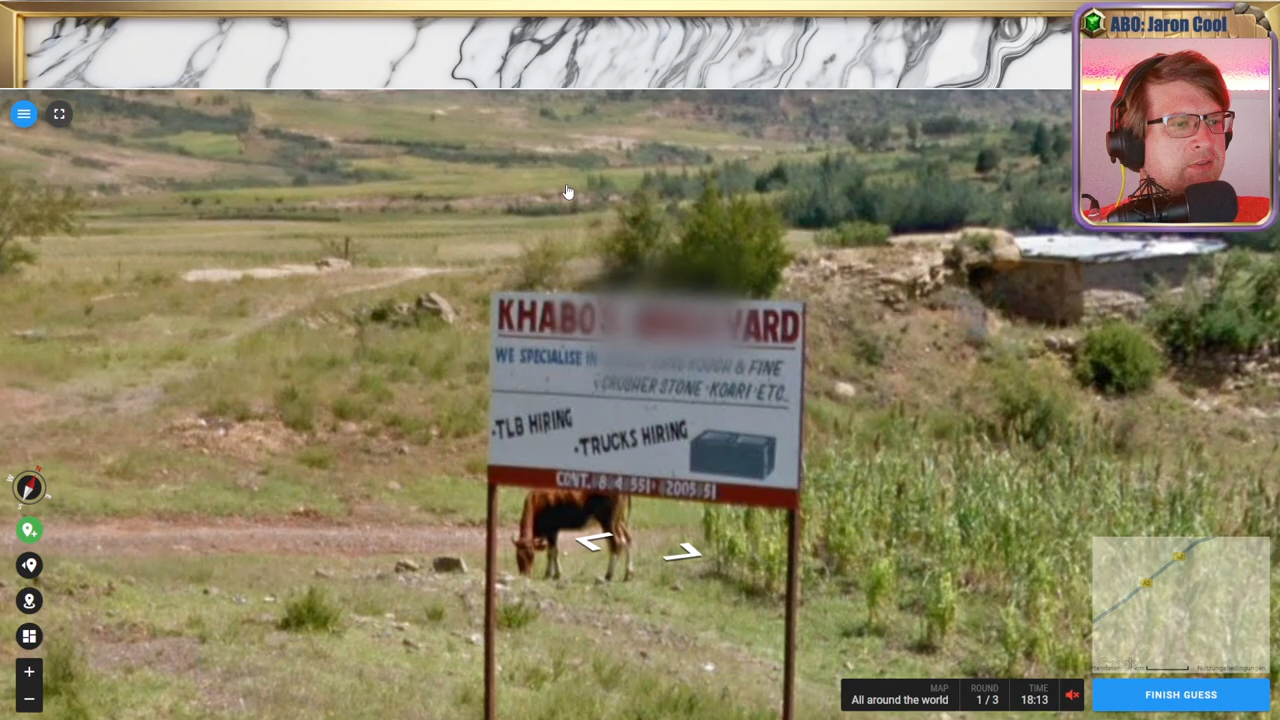 ABO: Jaron Cool
KHABO
YARD
WE SPECIALISE IN
ROUGH & FINE
CRUSHER STONE KOARI ETC.
•TLB HIRING
•TRUCKS HIRING
CONT.
N
W
S
MAP
All around the world
ROUND
1 / 3
TIME
18:13
Nutzungsbedingungen
FINISH GUESS